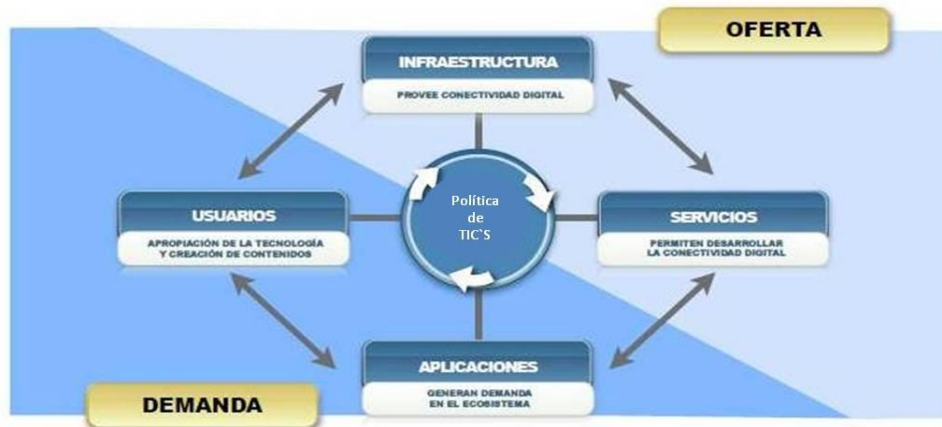 OFERTA
INFRAESTRUCTURA
PROVEE CONECTIVIDAD DIGITAL
USUARIOS
APROPIACIÓN DE LA TECNOLOGÍA
Y CREACIÓN DE CONTENIDOS
Política
de
TIC`S
SERVICIOS
PERMITEN DESARROLLAR
LA CONECTIVIDAD DIGITAL
APLICACIONES
GENERAN DEMANDA
EN EL ECOSISTEMA
DEMANDA